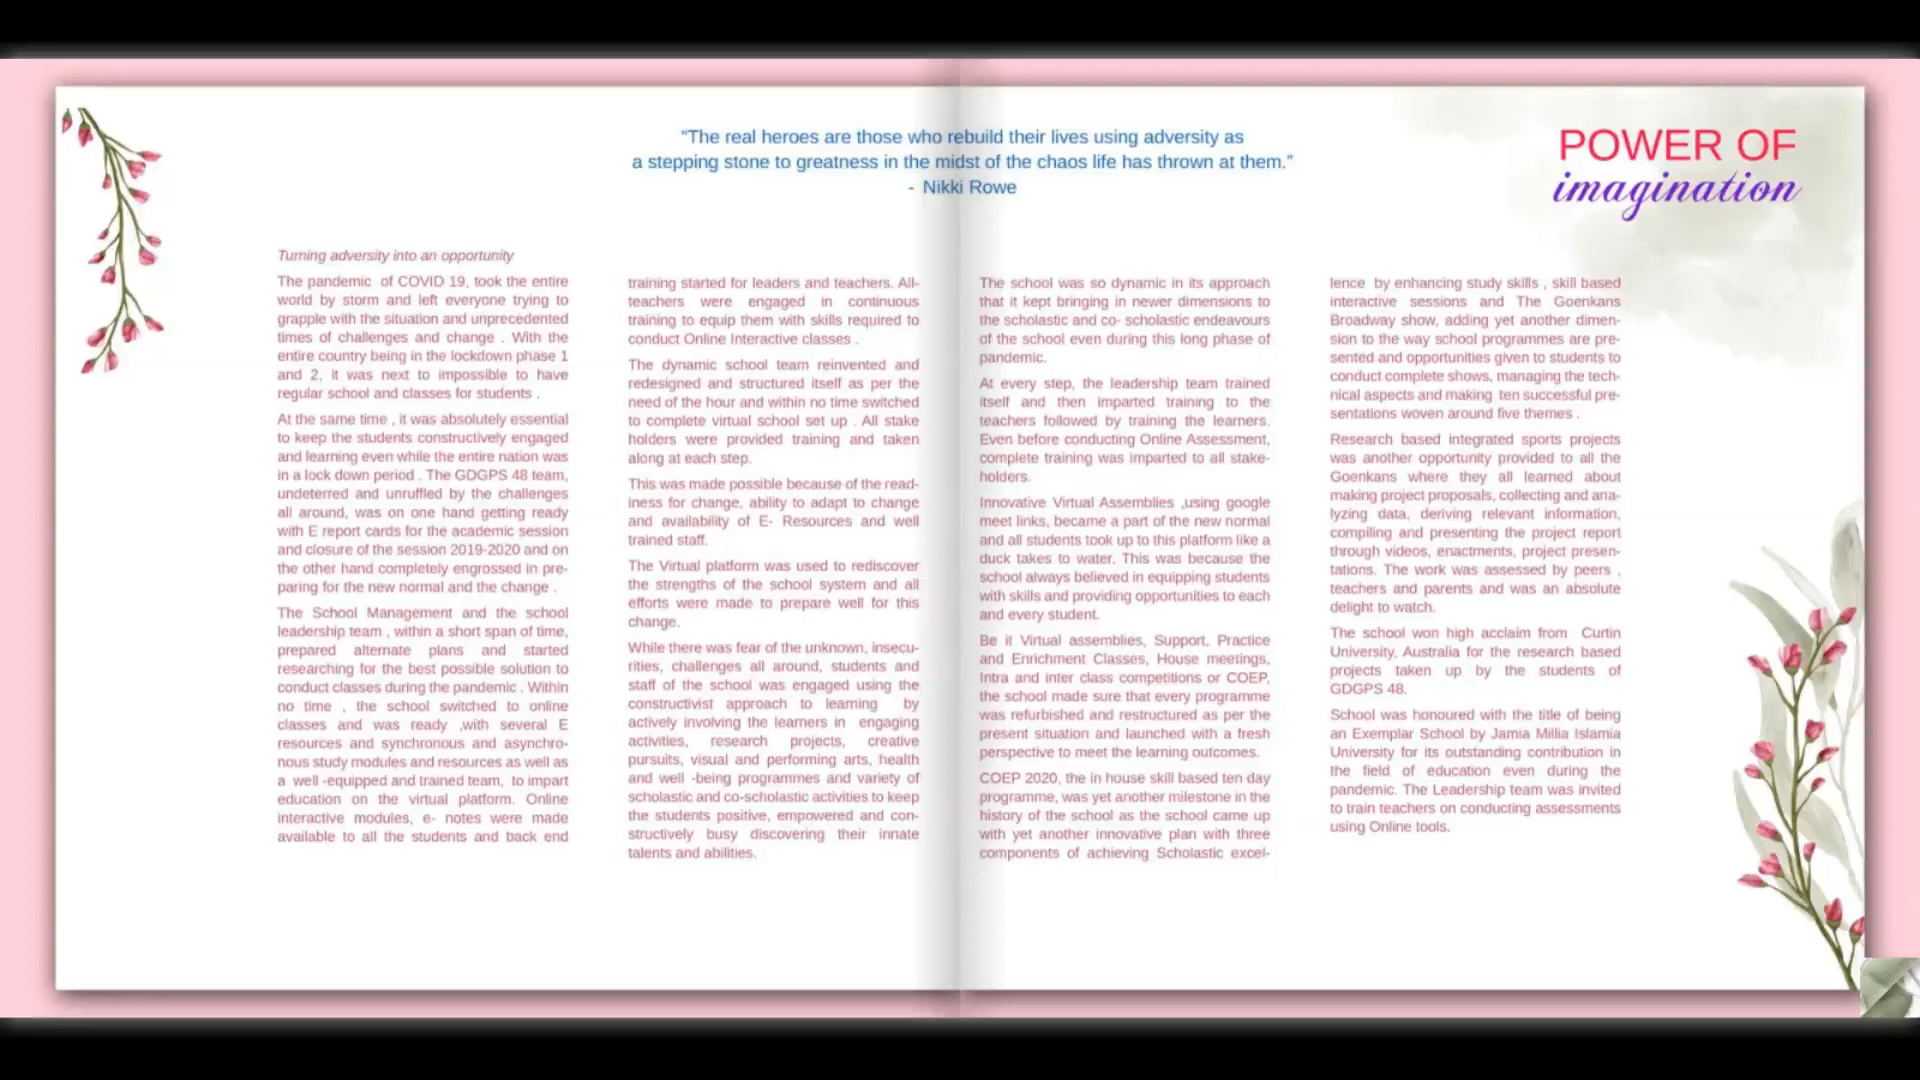 “The real heroes are those who rebuild their lives using adversity as
a stepping stone to greatness in the midst of the chaos life has thrown at them.”
- Nikki Rowe
POWER OF
imagination
Turning adversity into an opportunity
The pandemic of COVID 19, took the entire
world by storm and left everyone trying to
grapple with the situation and unprecedented
times of challenges and change . With the
entire country being in the lockdown phase 1
and 2, it was next to impossible to have
regular school and classes for students .
At the same time , it was absolutely essential
to keep the students constructively engaged
and learning even while the entire nation was
in a lock down period . The GDGPS 48 team,
undeterred and unruffled by the challenges
all around, was on one hand getting ready
with E report cards for the academic session
and closure of the session 2019-2020 and on
the other hand completely engrossed in pre-
paring for the new normal and the change .
The School Management and the school
leadership team , within a short span of time,
prepared alternate plans and started
researching for the best possible solution to
conduct classes during the pandemic . Within
no time , the school switched to online
classes and was ready ,with several E
resources and synchronous and asynchro-
nous study modules and resources as well as
a well -equipped and trained team, to impart
education on the virtual platform. Online
interactive modules, e- notes were made
available to all the students and back end
training started for leaders and teachers. All-
teachers were engaged in continuous
training to equip them with skills required to
conduct Online Interactive classes .
The dynamic school team reinvented and
redesigned and structured itself as per the
need of the hour and within no time switched
to complete virtual school set up . All stake
holders were provided training and taken
along at each step.
This was made possible because of the read-
iness for change, ability to adapt to change
and availability of E- Resources and well
trained staff.
The Virtual platform was used to rediscover
the strengths of the school system and all
efforts were made to prepare well for this
change.
While there was fear of the unknown, insecu-
rities, challenges all around, students and
staff of the school was engaged using the
constructivist approach to learning by
actively involving the learners in engaging
activities, research projects, creative
pursuits, visual and performing arts, health
and well -being programmes and variety of
scholastic and co-scholastic activities to keep
the students positive, empowered and con-
structively busy discovering their innate
talents and abilities.
The school was so dynamic in its approach
that it kept bringing in newer dimensions to
the scholastic and co- scholastic endeavours
of the school even during this long phase of
pandemic.
At every step, the leadership team trained
itself and then imparted training to the
teachers followed by training the learners.
Even before conducting Online Assessment,
complete training was imparted to all stake-
holders.
Innovative Virtual Assemblies ,using google
meet links, became a part of the new normal
and all students took up to this platform like a
duck takes to water. This was because the
school always believed in equipping students
with skills and providing opportunities to each
and every student.
Be it Virtual assemblies, Support, Practice
and Enrichment Classes, House meetings,
Intra and inter class competitions or COEP,
the school made sure that every programme
was refurbished and restructured as per the
present situation and launched with a fresh
perspective to meet the learning outcomes.
COEP 2020, the in house skill based ten day
programme, was yet another milestone in the
history of the school as the school came up
with yet another innovative plan with three
components of achieving Scholastic excel-
lence by enhancing study skills , skill based
interactive sessions and The Goenkans
Broadway show, adding yet another dimen-
sion to the way school programmes are pre-
sented and opportunities given to students to
conduct complete shows, managing the tech-
nical aspects and making ten successful pre-
sentations woven around five themes .
Research based integrated sports projects
was another opportunity provided to all the
Goenkans where they all learned about
making project proposals, collecting and ana-
lyzing data, deriving relevant information,
compiling and presenting the project report
through videos, enactments, project presen-
tations. The work was assessed by peers ,
teachers and parents and was an absolute
delight to watch.
The school won high acclaim from Curtin
University, Australia for the research based
projects taken up by the students of
GDGPS 48.
School was honoured with the title of being
an Exemplar School by Jamia Millia Islamia
University for its outstanding contribution in
the field of education even during the
pandemic. The Leadership team was invited
to train teachers on conducting assessments
using Online tools.